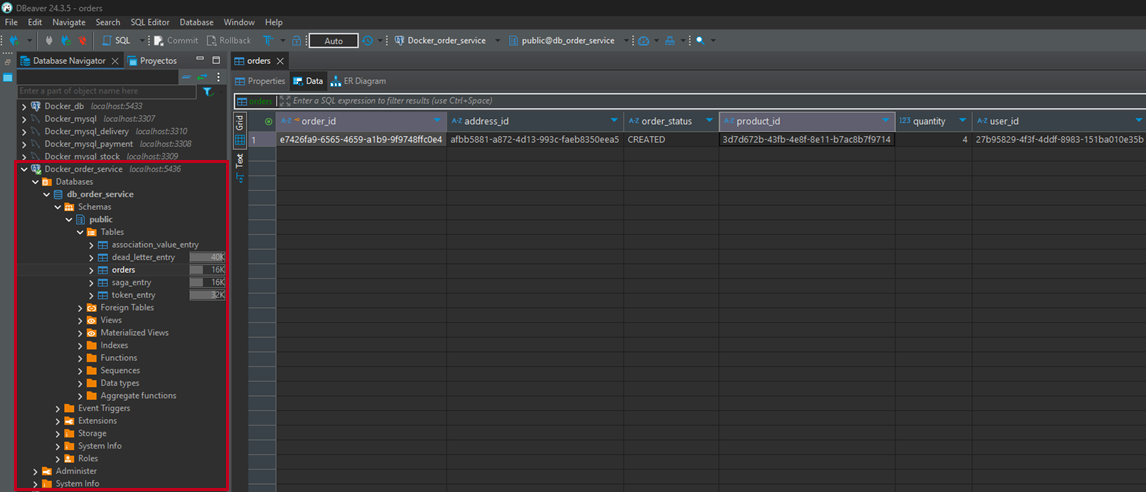 DBeaver 24.3.5 - orders
File Edit Navigate Search SQL Editor Database Window Help
SQL Commit Rollback Auto Docker_order_service public@db_order_service
Database Navigator Proyectos
Enter a part of object name here
Docker_db localhost:5433
Docker_mysql localhost:3307
Docker_mysql_delivery localhost:3310
Docker_mysql_payment localhost:3308
Docker_mysql_stock localhost:3309
Docker_order_service localhost:5436
Databases
db_order_service
Schemas
public
Tables
association_value_entry
dead_letter_entry 40K
orders 16K
saga_entry 16K
token_entry 32K
Foreign Tables
Views
Materialized Views
Indexes
Functions
Sequences
Data types
Aggregate functions
Event Triggers
Extensions
Storage
System Info
Roles
Administer
System Info
orders
Properties Data ER Diagram
orders Enter a SQL expression to filter results (use Ctrl+Space)
Grid
Text
A-Z order_id A-Z address_id A-Z order_status A-Z product_id 123 quantity A-Z user_id
1 e7426fa9-6565-4659-a1b9-9f9748ffc0e4 afbb5881-a872-4d13-993c-faeb8350eea5 CREATED 3d7d672b-43fb-4e8f-8e11-b7ac8b7f9714 4 27b95829-4f3f-4ddf-8983-151ba010e35b